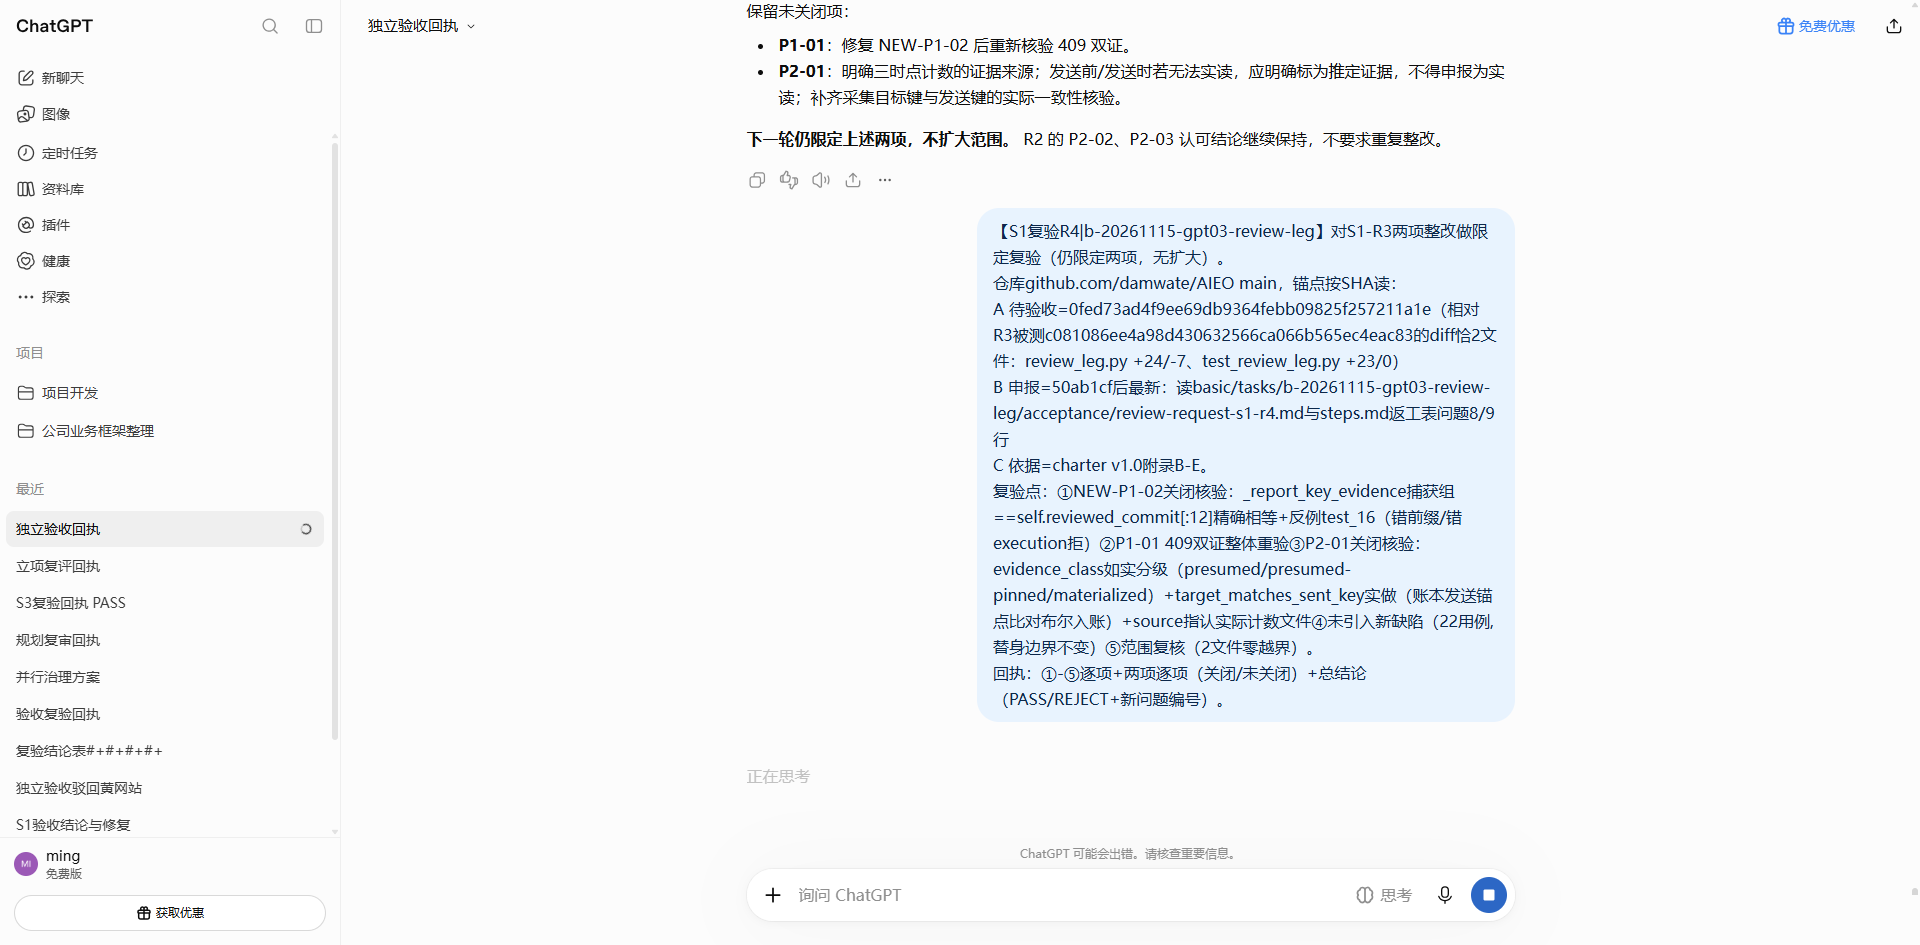 ChatGPT
新聊天
图像
定时任务
资料库
插件
健康
探索
项目
项目开发
公司业务框架整理
最近
独立验收回执
立项复评回执
S3复验回执 PASS
规划复审回执
并行治理方案
验收复验回执
复验结论表#+#+#+#+
独立验收驳回黄网站
S1验收结论与修复
MI
ming
免费版
获取优惠
独立验收回执
免费优惠
保留未关闭项：
• P1-01：修复 NEW-P1-02 后重新核验 409 双证。
• P2-01：明确三时点计数的证据来源；发送前/发送时若无法实读，应明确标为推定证据，不得申报为实
读；补齐采集目标键与发送键的实际一致性核验。
下一轮仍限定上述两项，不扩大范围。 R2 的 P2-02、P2-03 认可结论继续保持，不要求重复整改。
【S1复验R4|b-20261115-gpt03-review-leg】对S1-R3两项整改做限
定复验（仍限定两项，无扩大）。
仓库github.com/damwate/AIEO main，锚点按SHA读：
A 待验收=0fed73ad4f9ee69db9364febb09825f257211a1e（相对
R3被测c081086ee4a98d430632566ca066b565ec4eac83的diff恰2文
件：review_leg.py +24/-7、test_review_leg.py +23/0）
B 申报=50ab1cf后最新：读basic/tasks/b-20261115-gpt03-review-
leg/acceptance/review-request-s1-r4.md与steps.md返工表问题8/9
行
C 依据=charter v1.0附录B-E。
复验点：①NEW-P1-02关闭核验：_report_key_evidence捕获组
==self.reviewed_commit[:12]精确相等+反例test_16（错前缀/错
execution拒）②P1-01 409双证整体重验③P2-01关闭核验：
evidence_class如实分级（presumed/presumed-
pinned/materialized）+target_matches_sent_key实做（账本发送锚
点比对布尔入账）+source指认实际计数文件④未引入新缺陷（22用例,
替身边界不变）⑤范围复核（2文件零越界）。
回执：①-⑤逐项+两项逐项（关闭/未关闭）+总结论
（PASS/REJECT+新问题编号）。
正在思考
ChatGPT 可能会出错。请核查重要信息。
询问 ChatGPT
思考